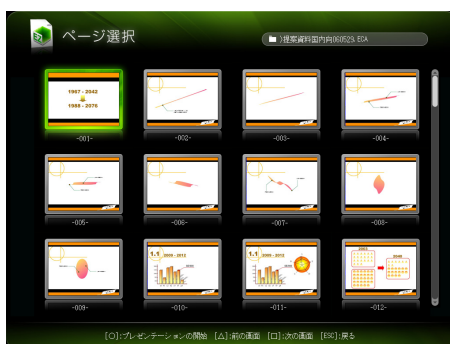 ページ選択
)提案資料国内向060529.ECA
1967 - 2042
1988 - 2076
-001-
-002-
-003-
-004-
-005-
-006-
-007-
-008-
1.1 2000 - 2012
1.1 2000 - 2012
-009-
-010-
-011-
-012-
[○]:プレゼンテーションの開始 [△]:前の画面 [□]:次の画面 [ESC]:戻る